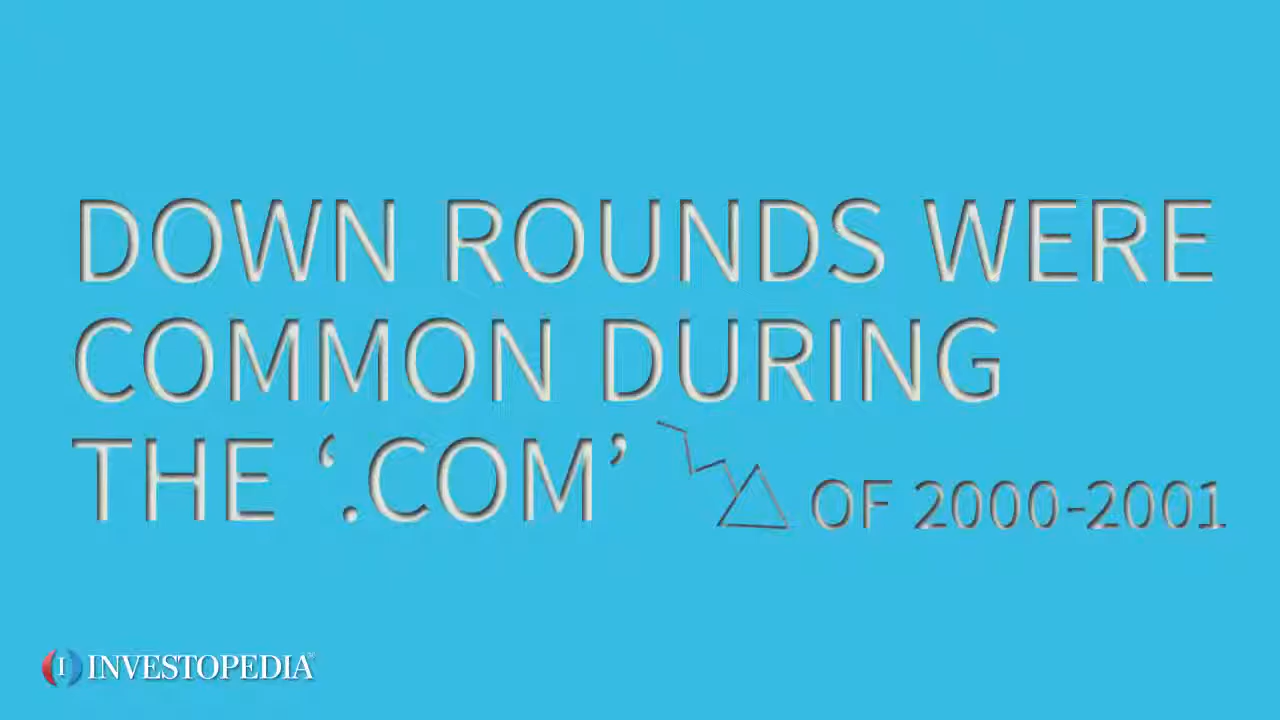 DOWN ROUNDS WERE
COMMON DURING
THE ‘.COM’ OF 2000-2001
I INVESTOPEDIA